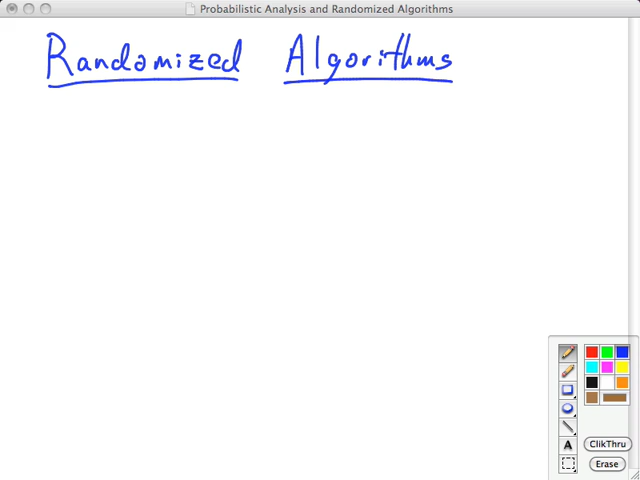 Probabilistic Analysis and Randomized Algorithms
Randomized Algorithms
A
ClikThru
Erase